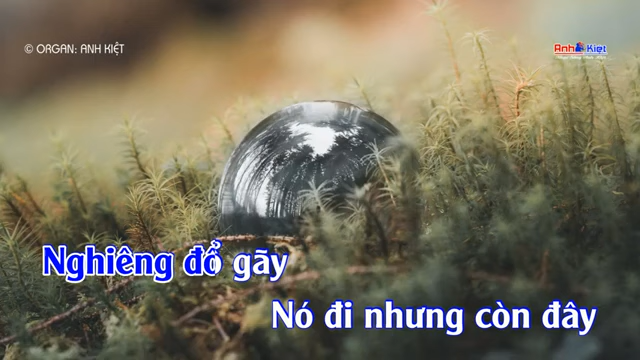 © ORGAN: ANH KIỆT
Anh Kiệt
Nghiêng đổ gãy
Nó đi nhưng còn đây